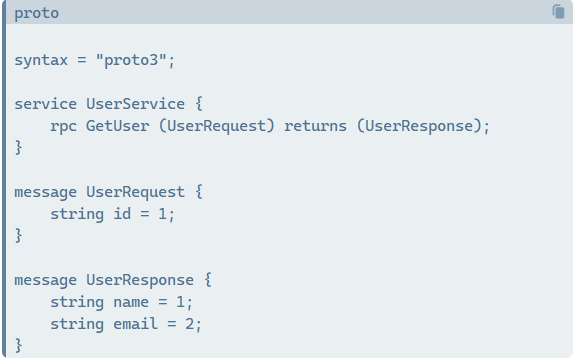 proto
syntax = "proto3";
service UserService {
    rpc GetUser (UserRequest) returns (UserResponse);
}
message UserRequest {
    string id = 1;
}
message UserResponse {
    string name = 1;
    string email = 2;
}